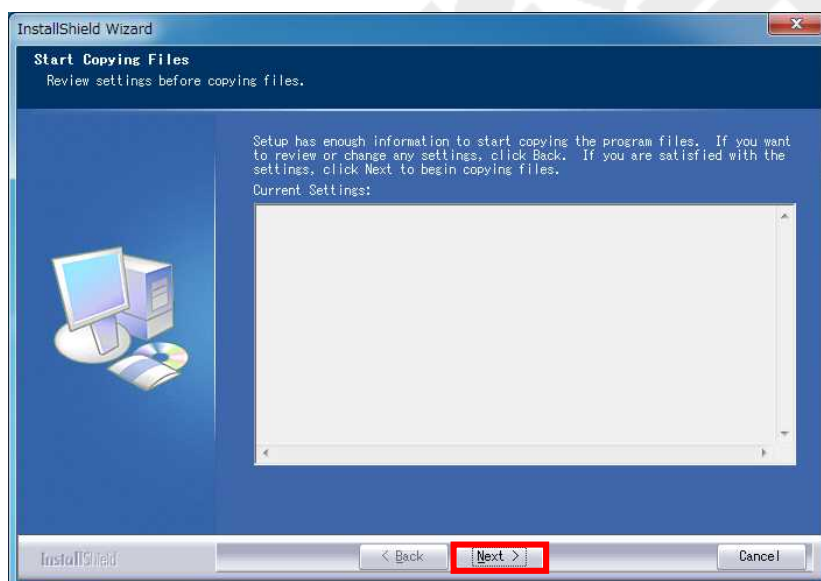 InstallShield Wizard
Start Copying Files
Review settings before copying files.
Setup has enough information to start copying the program files.  If you want
to review or change any settings, click Back.  If you are satisfied with the
settings, click Next to begin copying files.
Current Settings:
InstallShield
< Back
Next >
Cancel